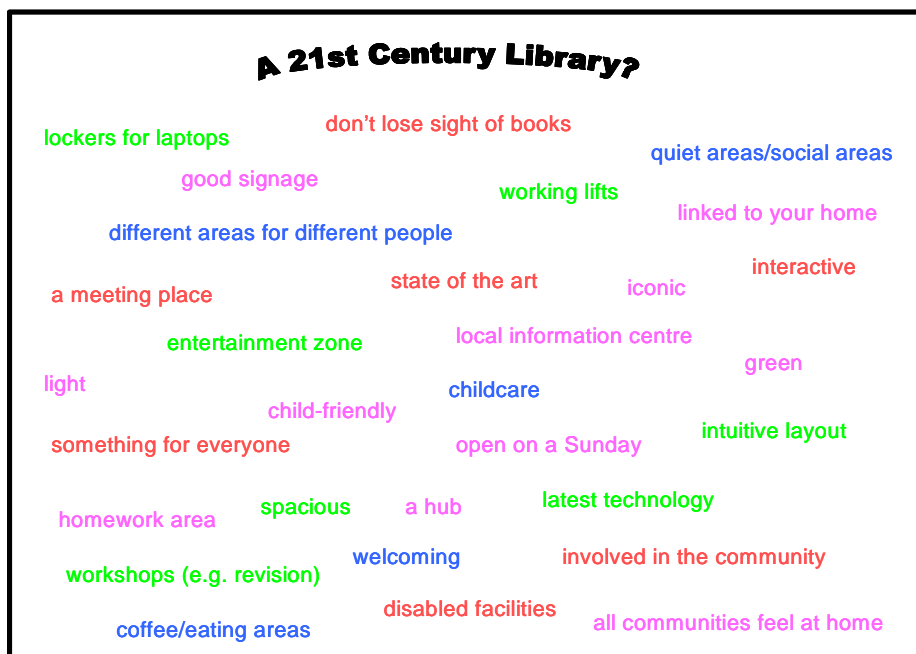 A 21st Century Library?
don't lose sight of books
lockers for laptops
quiet areas/social areas
good signage
working lifts
linked to your home
different areas for different people
interactive
state of the art
iconic
a meeting place
local information centre
entertainment zone
green
light
childcare
child-friendly
intuitive layout
something for everyone
open on a Sunday
latest technology
spacious
a hub
homework area
welcoming
involved in the community
workshops (e.g. revision)
disabled facilities
all communities feel at home
coffee/eating areas